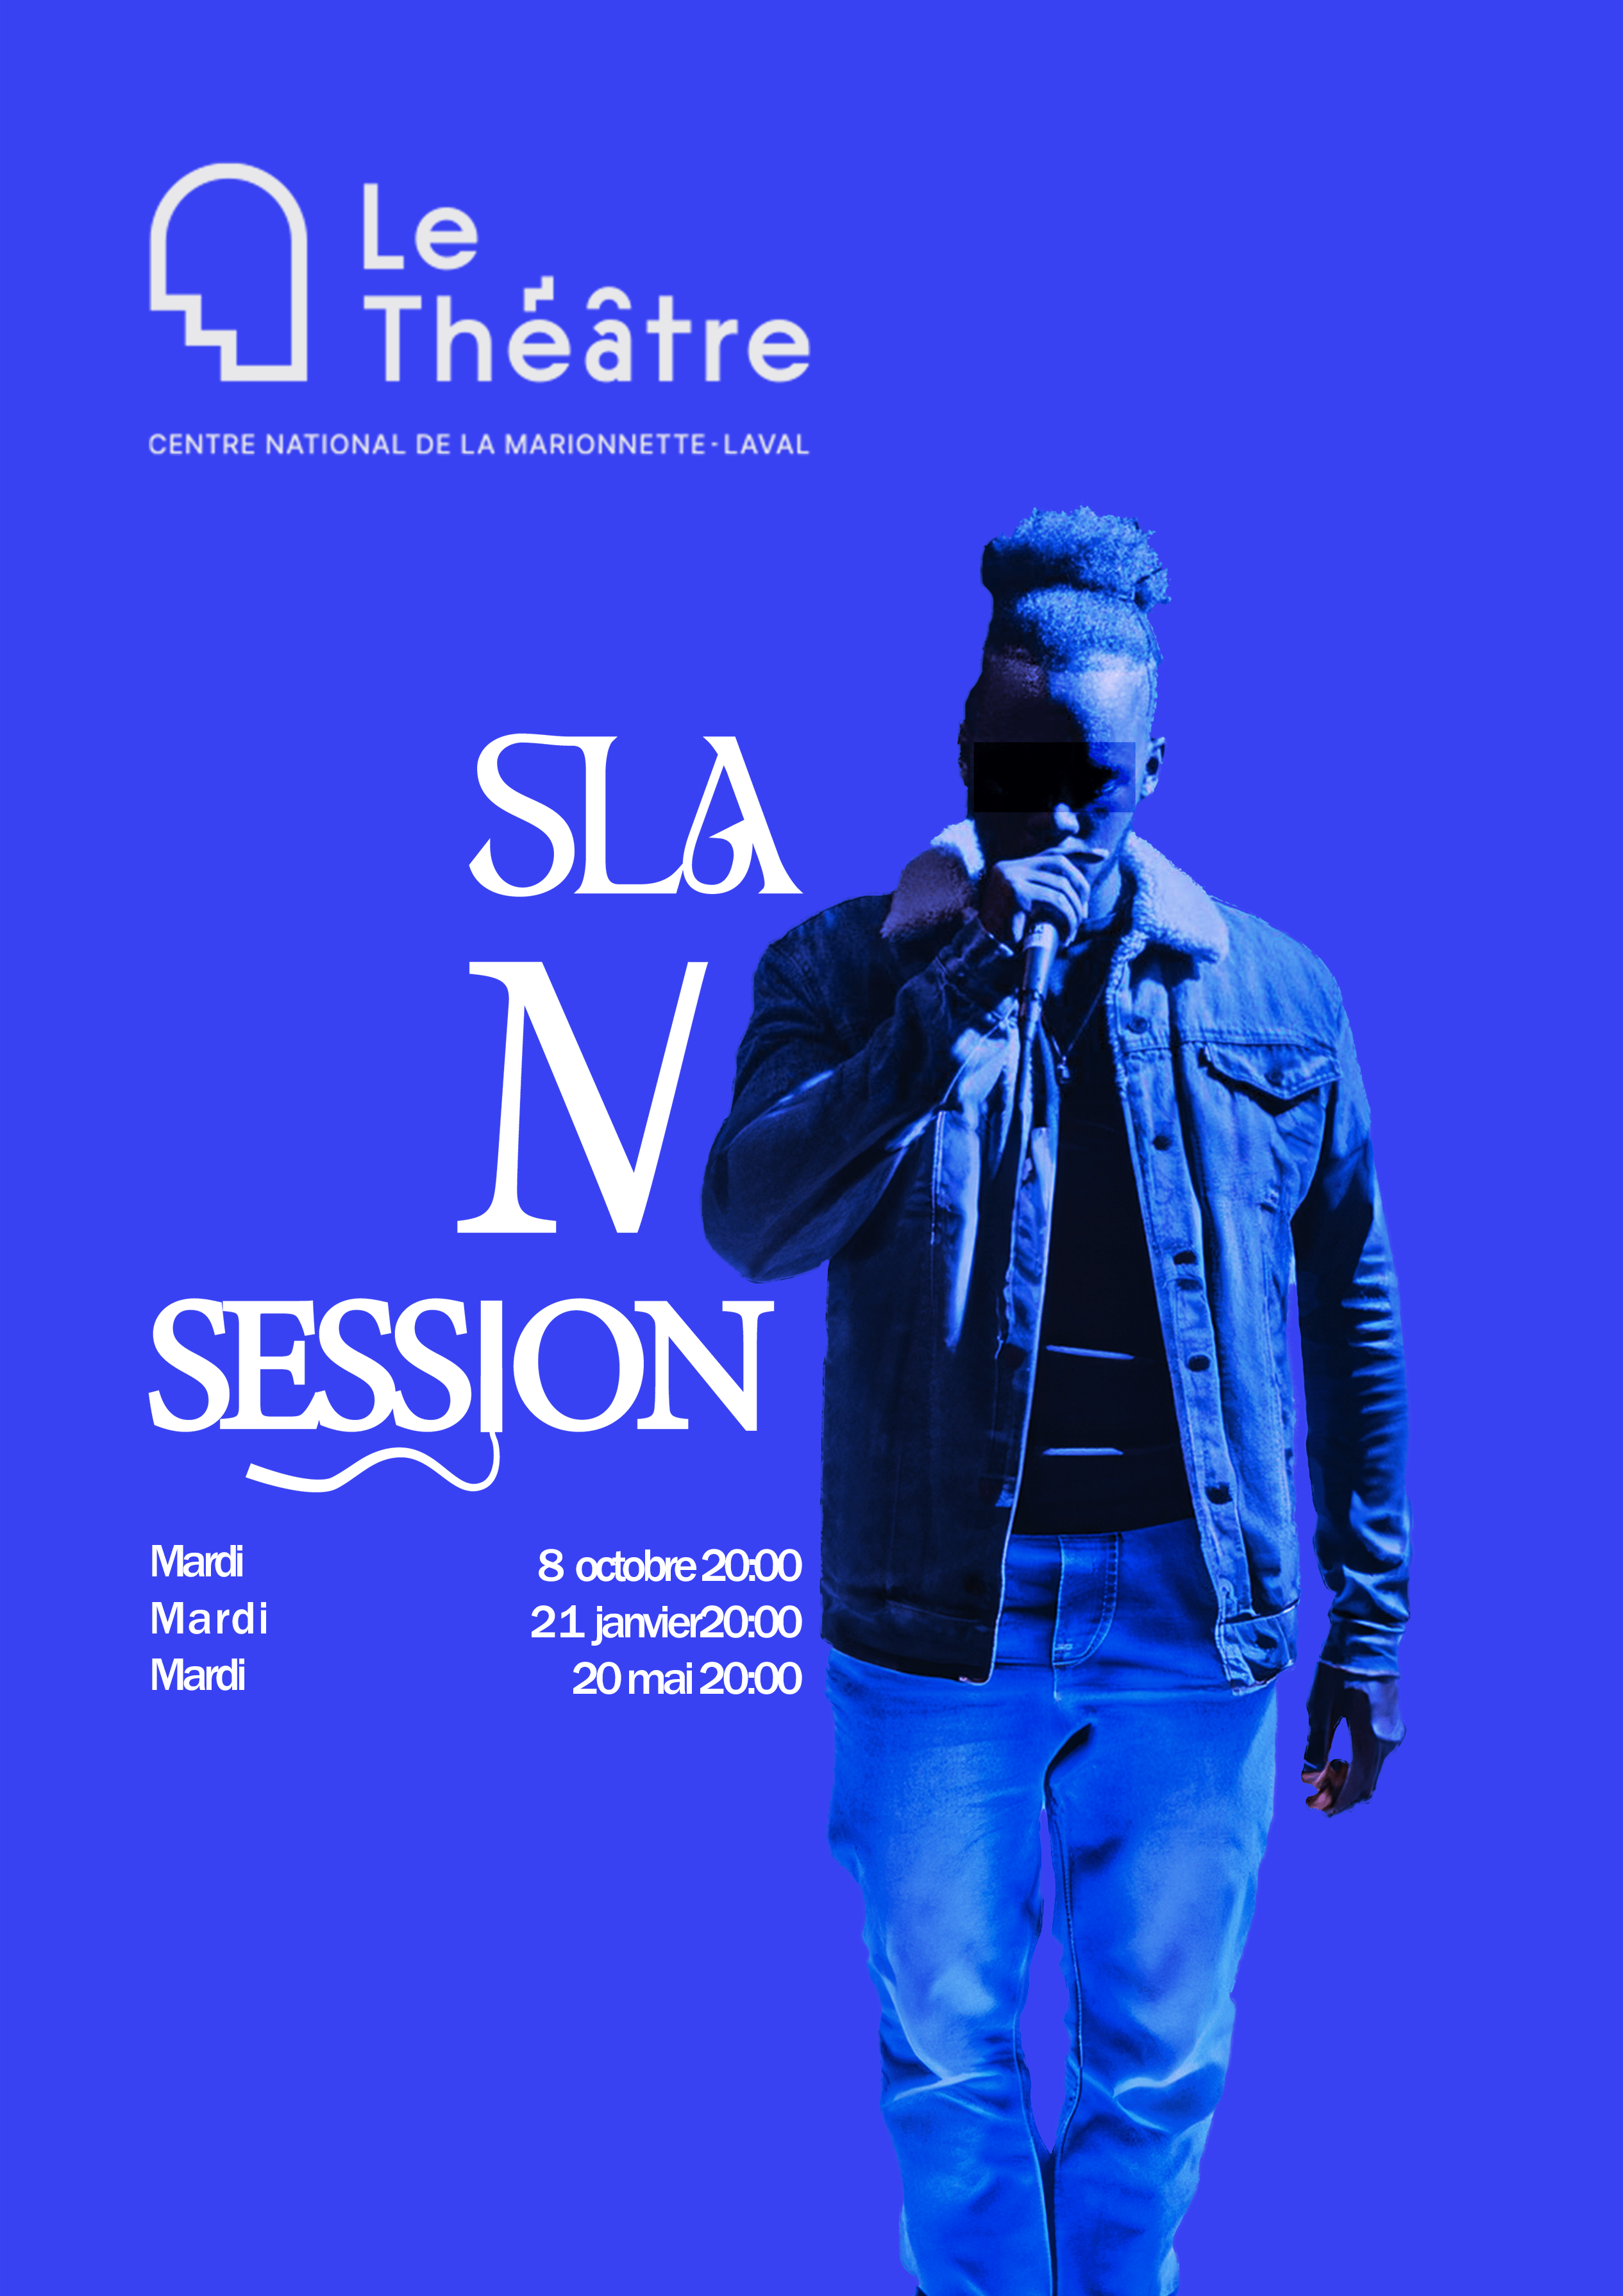 Le
Théâtre
CENTRE NATIONAL DE LA MARIONNETTE-LAVAL
SLA
M
SESSION
Mardi 8 octobre 20:00
Mardi 21 janvier 20:00
Mardi 20 mai 20:00